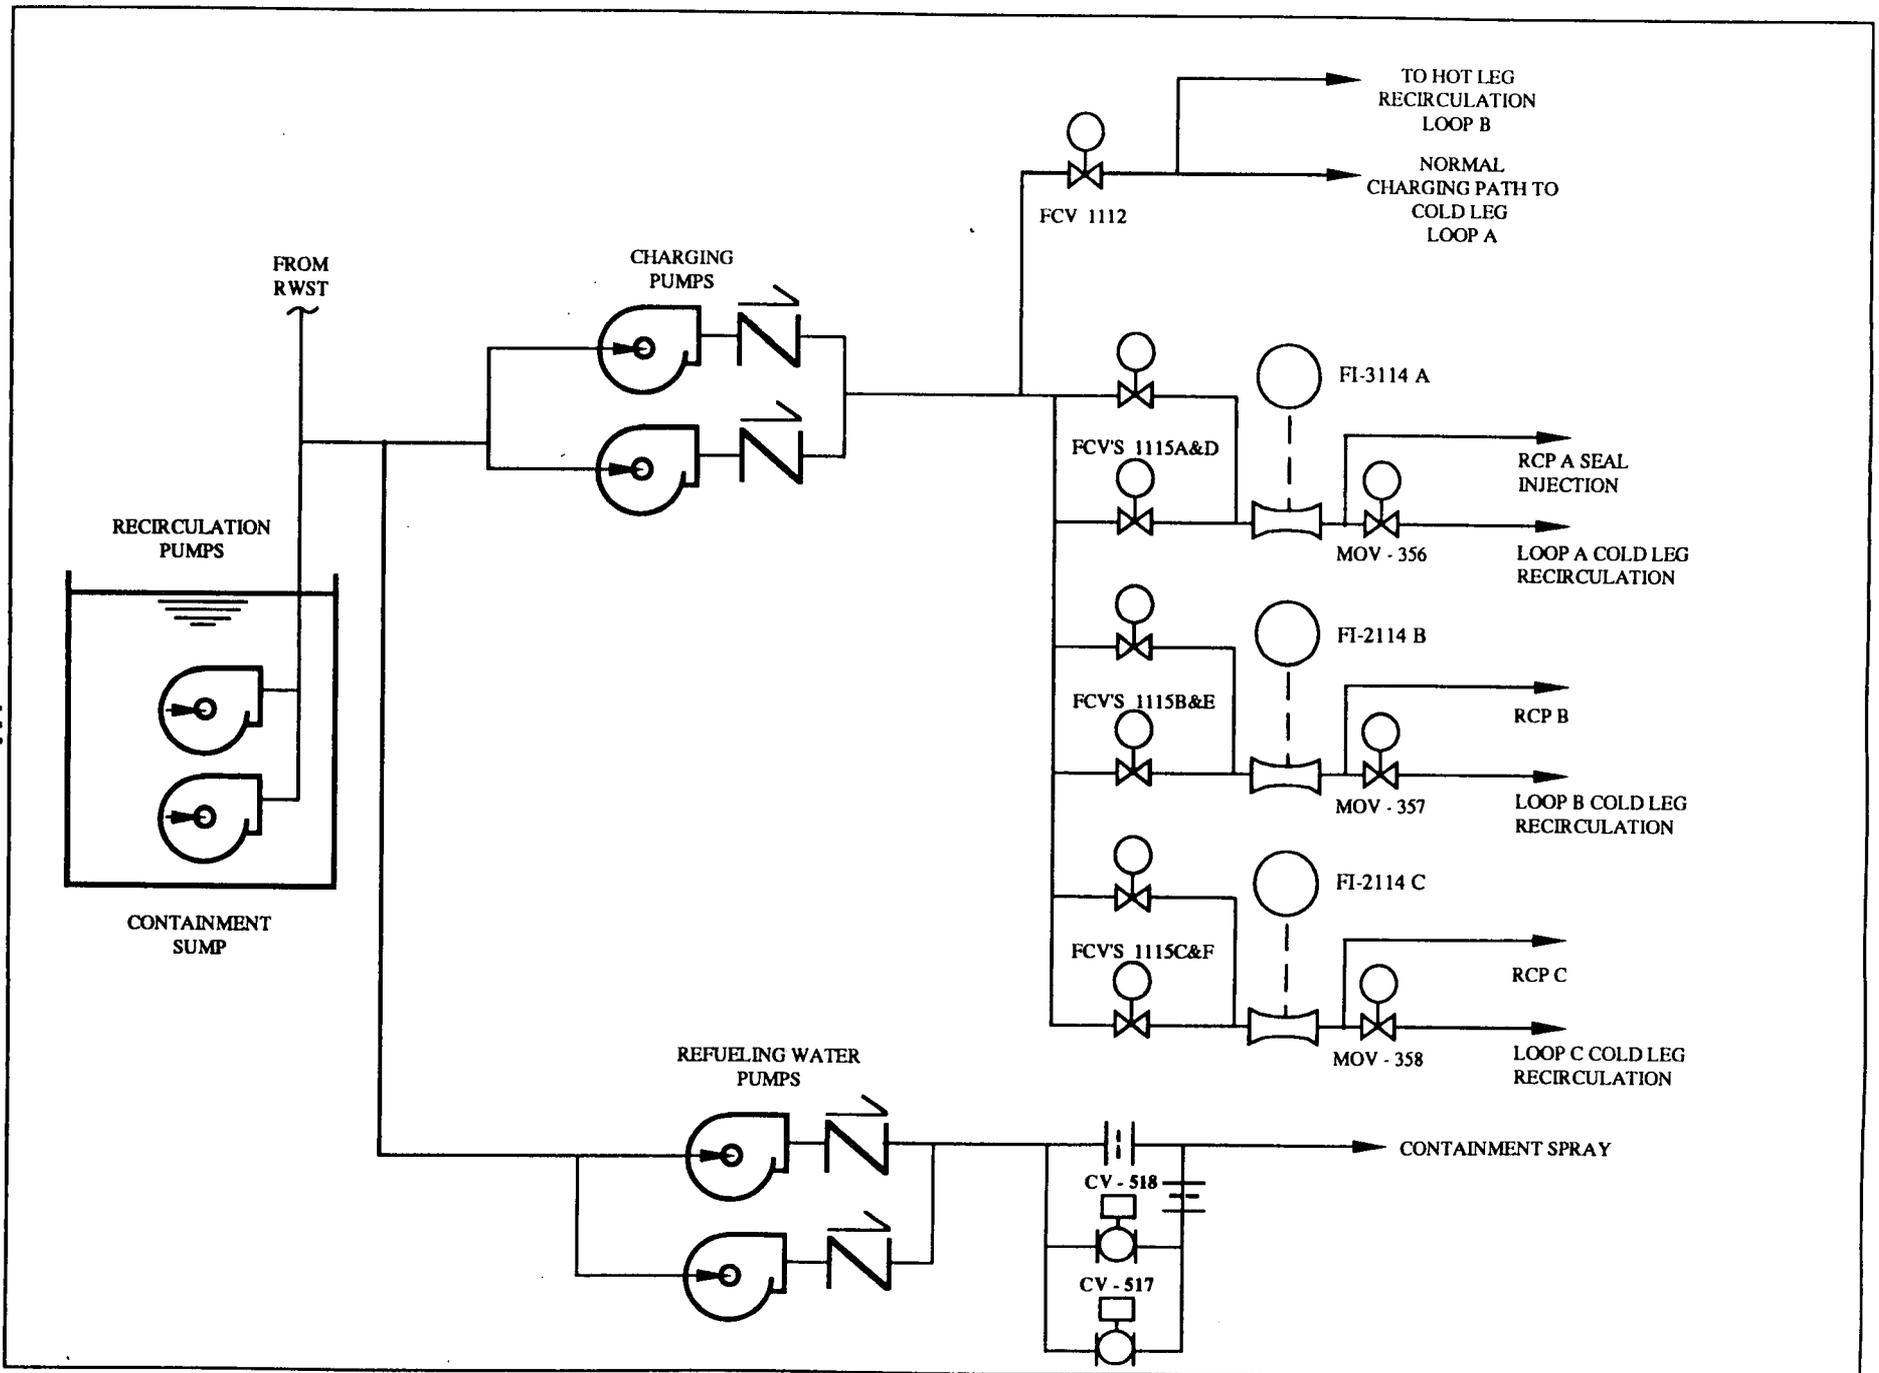 TO HOT LEG
RECIRCULATION
LOOP B
NORMAL
CHARGING PATH TO
COLD LEG
LOOP A
FCV 1112
FROM
RWST
CHARGING
PUMPS
FI-3114 A
FCV'S 1115A&D
RCP A SEAL
INJECTION
RECIRCULATION
PUMPS
MOV - 356
LOOP A COLD LEG
RECIRCULATION
FI-2114 B
FCV'S 1115B&E
RCP B
MOV - 357
LOOP B COLD LEG
RECIRCULATION
FI-2114 C
CONTAINMENT
SUMP
FCV'S 1115C&F
RCP C
MOV - 358
LOOP C COLD LEG
RECIRCULATION
REFUELING WATER
PUMPS
CONTAINMENT SPRAY
CV - 518
CV - 517